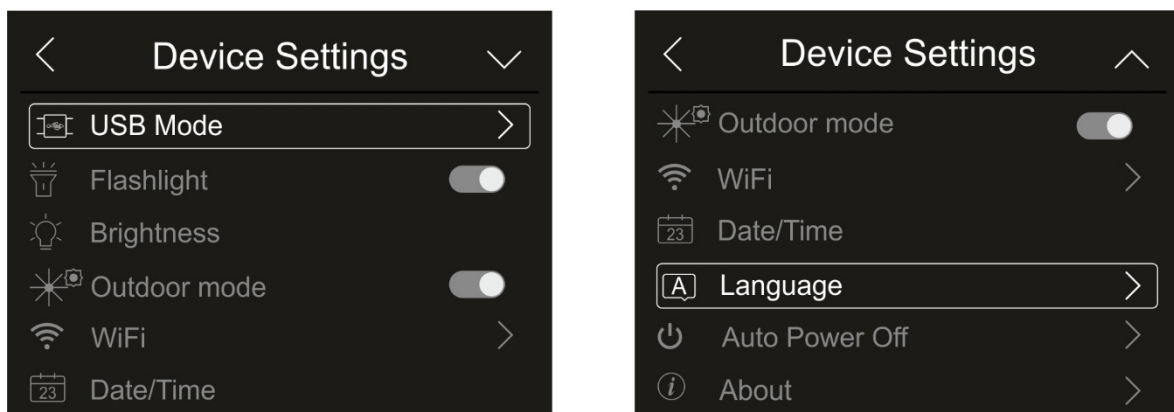 Device Settings
USB Mode
Flashlight
Brightness
Outdoor mode
WiFi
23 Date/Time
Device Settings
Outdoor mode
WiFi
23 Date/Time
A Language
Auto Power Off
i About